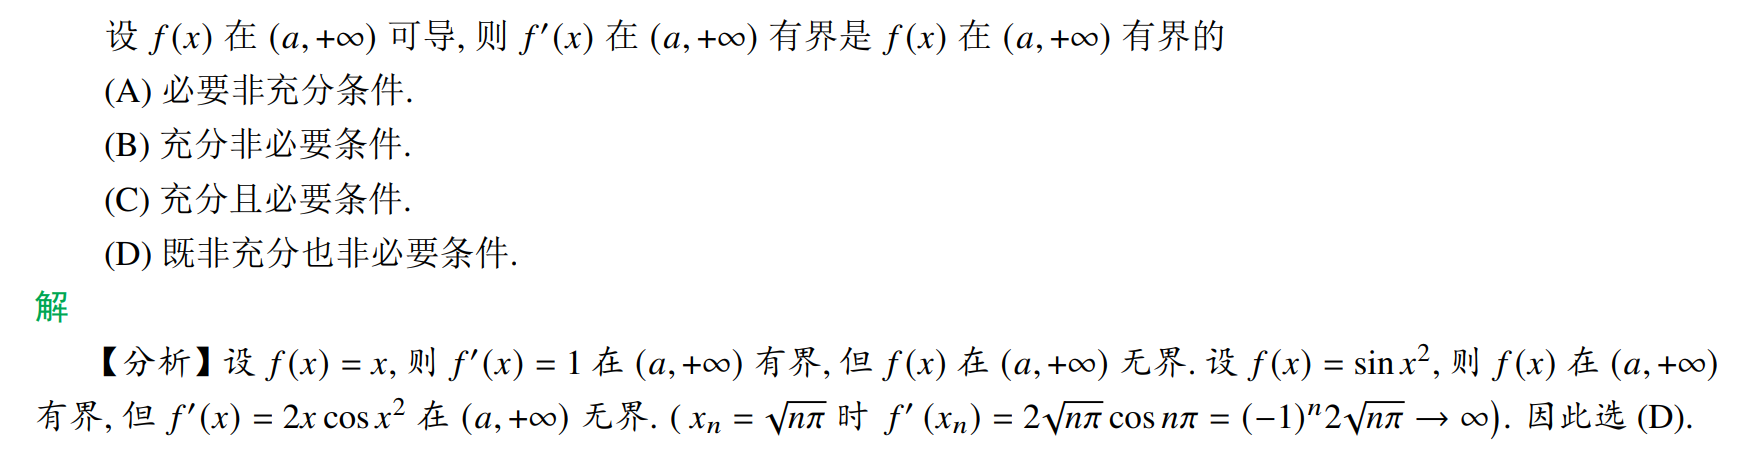 设 f(x) 在 (a, +∞) 可导, 则 f′(x) 在 (a, +∞) 有界是 f(x) 在 (a, +∞) 有界的
(A) 必要非充分条件.
(B) 充分非必要条件.
(C) 充分且必要条件.
(D) 既非充分也非必要条件.
解
【分析】设 f(x) = x, 则 f′(x) = 1 在 (a, +∞) 有界, 但 f(x) 在 (a, +∞) 无界. 设 f(x) = sin x², 则 f(x) 在 (a, +∞)
有界, 但 f′(x) = 2x cos x² 在 (a, +∞) 无界. ( xₙ = √(nπ) 时 f′ (xₙ) = 2√(nπ) cos nπ = (−1)ⁿ2√(nπ) → ∞). 因此选 (D).